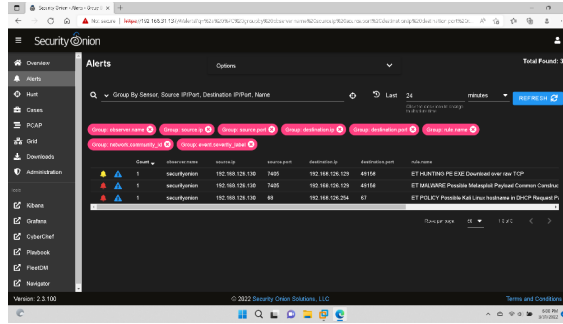 Security Onion - Alerts
Security Onion
Overview
Alerts
Hunt
Cases
PCAP
Grid
Downloads
Administration
Kibana
Grafana
CyberChef
Playbook
FleetDM
Navigator
Version: 2.3.100
Alerts
Options
Total Found: 3
Group By Sensor, Source IP/Port, Destination IP/Port, Name
Last 24 minutes
REFRESH
Group: observer.name
Group: source.ip
Group: source.port
Group: destination.ip
Group: destination.port
Group: rule.name
Group: network.community_id
Group: event.severity_label
Count observer.name source.ip source.port destination.ip destination.port rule.name
1 securityonion 192.168.126.130 7405 192.168.126.129 49158 ET HUNTING PE EXE Download over raw TCP
1 securityonion 192.168.126.130 7405 192.168.126.129 49158 ET MALWARE Possible Metasploit Payload Common Construc
1 securityonion 192.168.126.130 68 192.168.126.254 67 ET POLICY Possible Kali Linux hostname in DHCP Request Pa
Rows per page
© 2022 Security Onion Solutions, LLC
Terms and Conditions